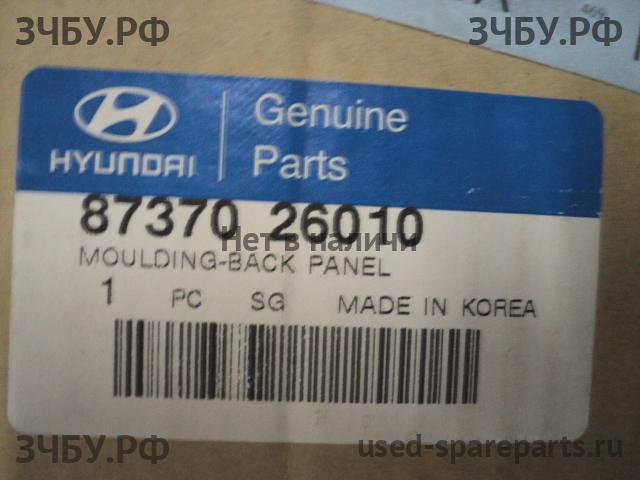 ЗЧБУ.РФ
ЗЧБУ.РФ
HYUNDAI
Genuine
Parts
87370 26010
Нет в наличи
MOULDING-BACK PANEL
1 PC SG MADE IN KOREA
ЗЧБУ.РФ
used-spareparts.ru